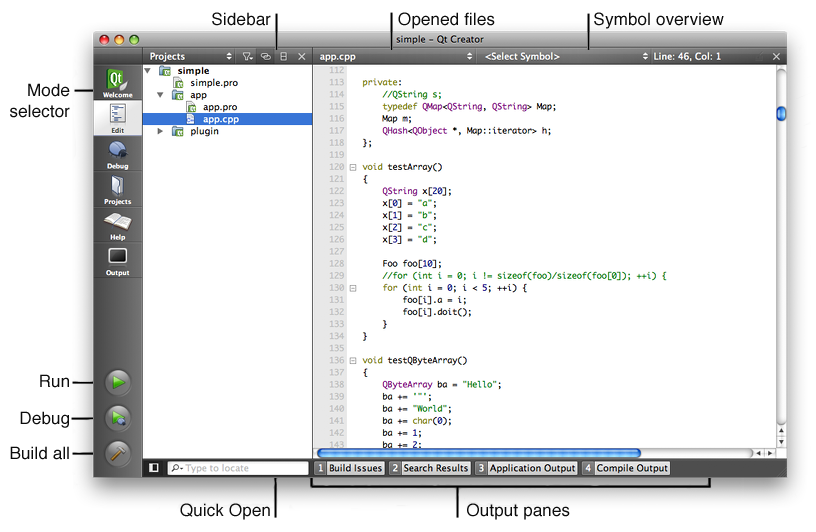 Sidebar
Opened files
Symbol overview
simple – Qt Creator
Projects
app.cpp
<Select Symbol>
Line: 46, Col: 1
Mode
selector
Welcome
Edit
Debug
Projects
Help
Output
simple
simple.pro
app
app.pro
app.cpp
plugin
112
113 private:
114 //QString s;
115 typedef QMap<QString, QString> Map;
116 Map m;
117 QHash<QObject *, Map::iterator> h;
118 };
119
120 void testArray()
121 {
122 QString x[20];
123 x[0] = "a";
124 x[1] = "b";
125 x[2] = "c";
126 x[3] = "d";
127
128 Foo foo[10];
129 //for (int i = 0; i != sizeof(foo)/sizeof(foo[0]); ++i) {
130 for (int i = 0; i < 5; ++i) {
131 foo[i].a = i;
132 foo[i].doit();
133 }
134 }
135
136 void testQByteArray()
137 {
138 QByteArray ba = "Hello";
139 ba += '"';
140 ba += "World";
141 ba += char(0);
142 ba += 1;
143 ba += 2;
Run
Debug
Build all
Type to locate
1 Build Issues
2 Search Results
3 Application Output
4 Compile Output
Quick Open
Output panes